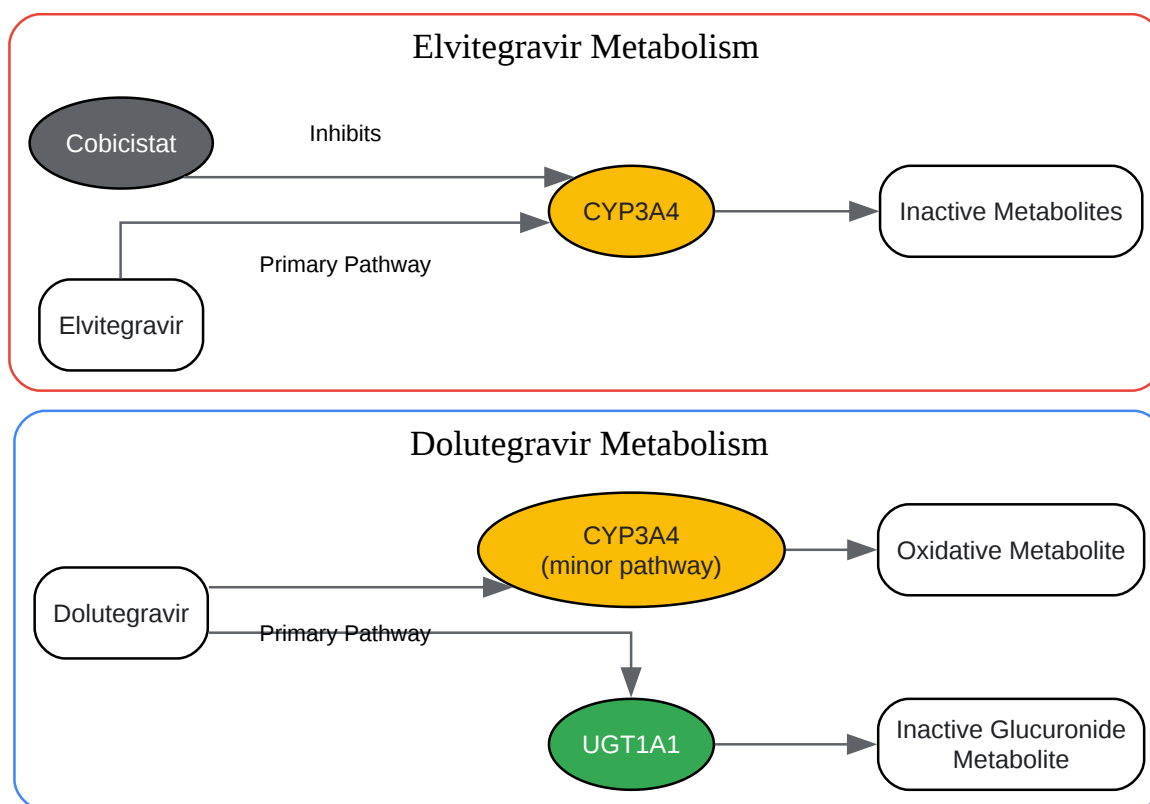 Elvitegravir Metabolism
Cobicistat
Inhibits
CYP3A4
Inactive Metabolites
Primary Pathway
Elvitegravir
Dolutegravir Metabolism
CYP3A4
(minor pathway)
Oxidative Metabolite
Dolutegravir
Primary Pathway
UGT1A1
Inactive Glucuronide
Metabolite